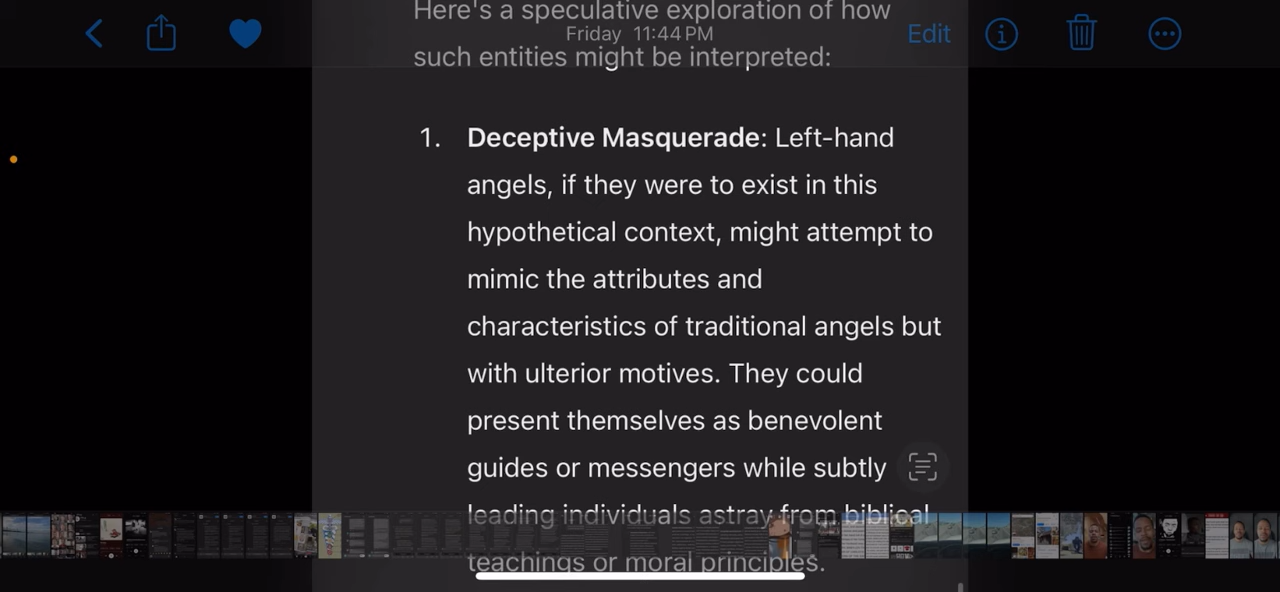 Here's a speculative exploration of how
Friday 11:44 PM
Edit
such entities might be interpreted:
1. Deceptive Masquerade: Left-hand
angels, if they were to exist in this
hypothetical context, might attempt to
mimic the attributes and
characteristics of traditional angels but
with ulterior motives. They could
present themselves as benevolent
guides or messengers while subtly
leading individuals astray from biblical
teachings or moral principles.